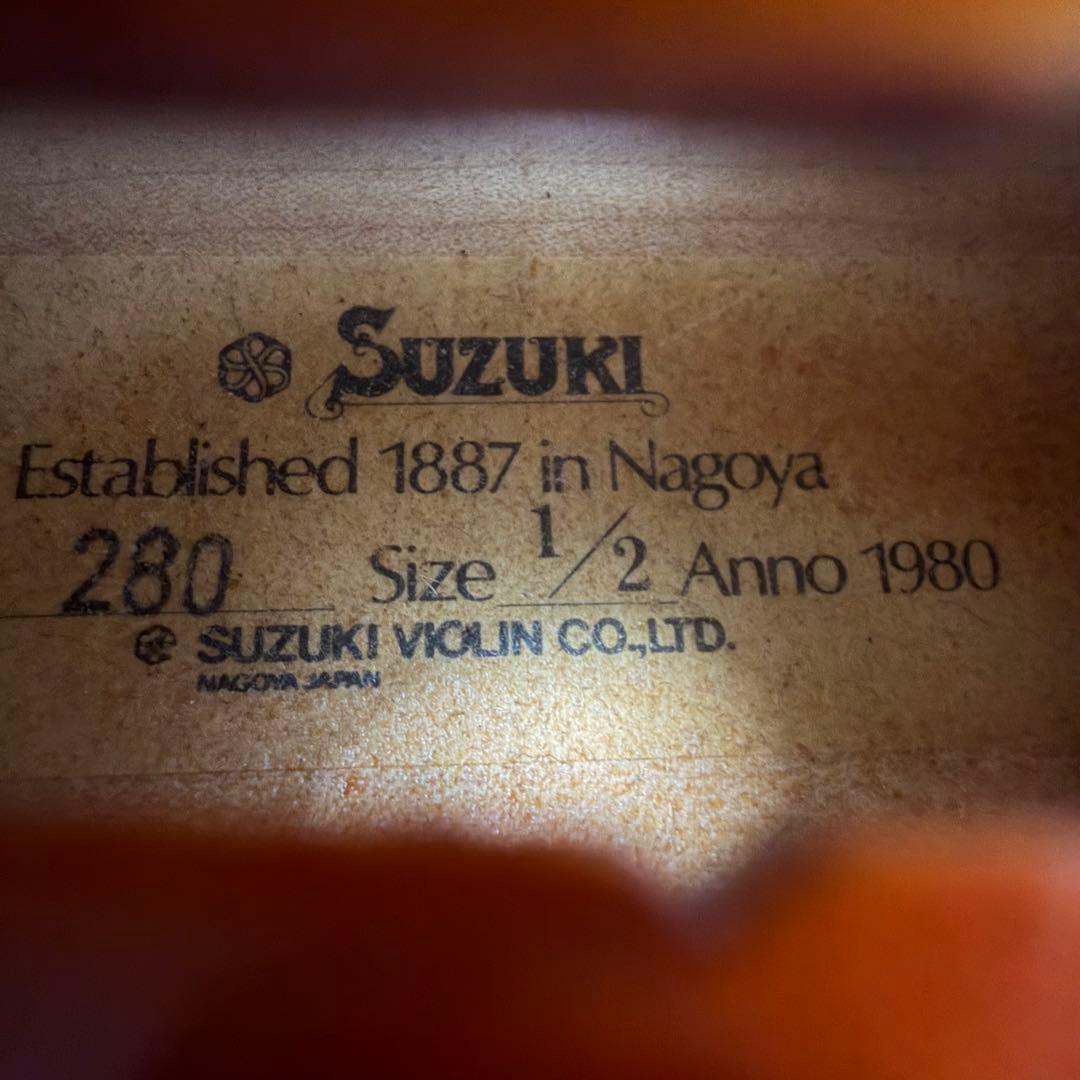 SUZUKI
Established 1887 in Nagoya
280 Size 1/2 Anno 1980
SUZUKI VIOLIN CO.,LTD.
NAGOYA JAPAN